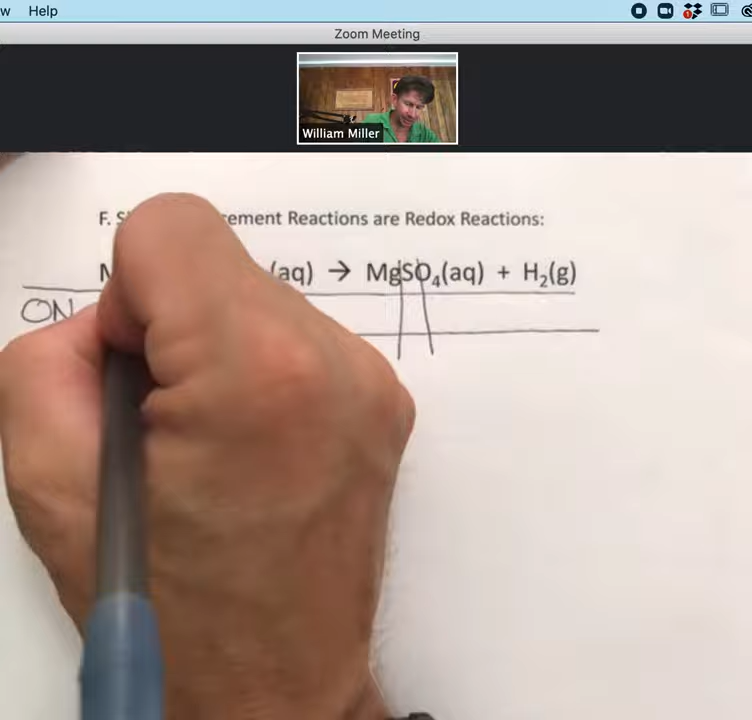 Help
Zoom Meeting
William Miller
F. S ement Reactions are Redox Reactions:
(aq) → MgSO₄(aq) + H₂(g)
ON